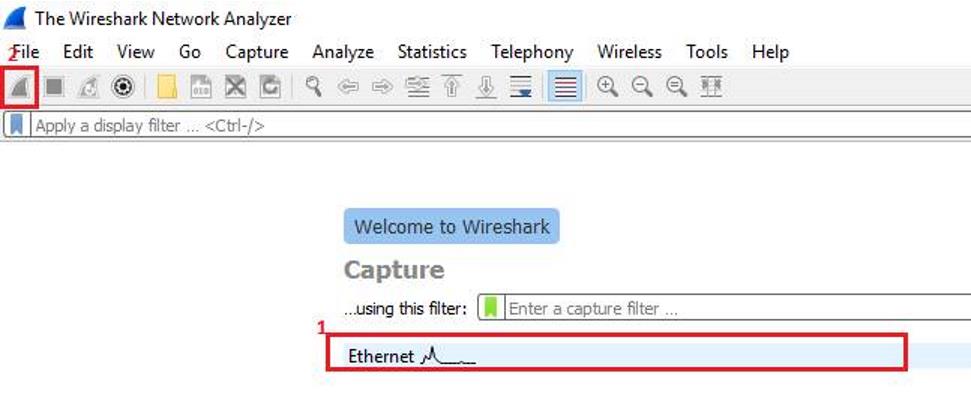 The Wireshark Network Analyzer
2
File Edit View Go Capture Analyze Statistics Telephony Wireless Tools Help
010
Apply a display filter ... <Ctrl-/>
Welcome to Wireshark
Capture
...using this filter: Enter a capture filter ...
1
Ethernet